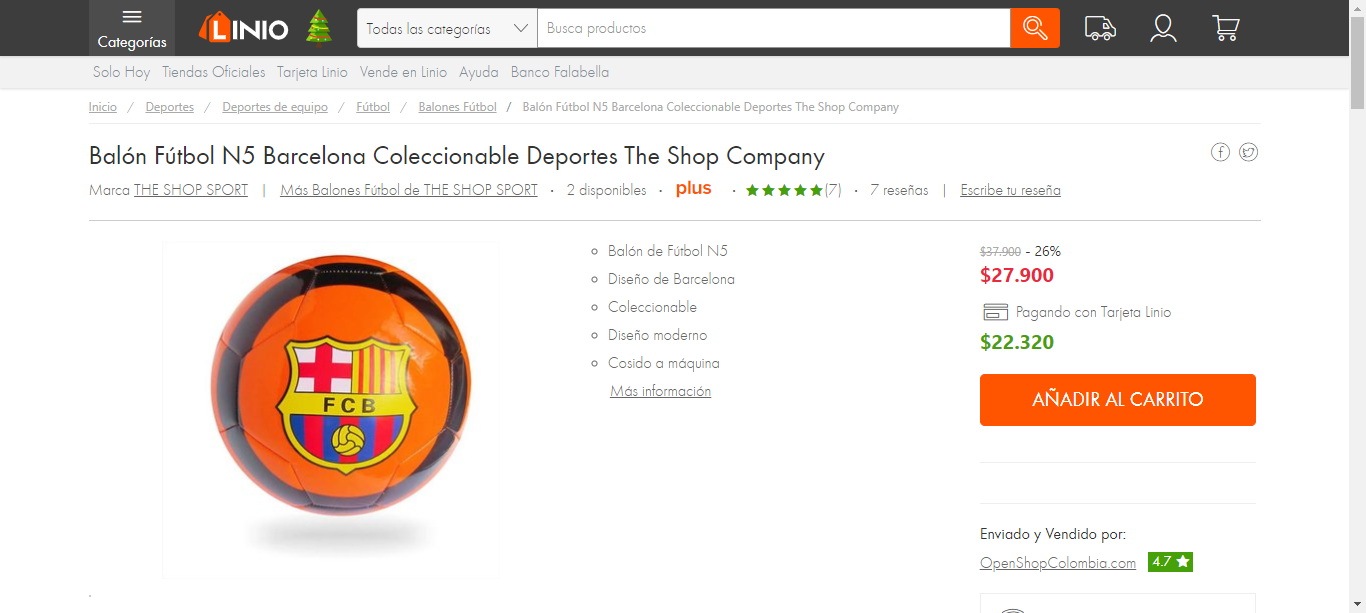 Categorías
LINIO
Todas las categorías
Busca productos
Solo Hoy Tiendas Oficiales Tarjeta Linio Vende en Linio Ayuda Banco Falabella
Inicio / Deportes / Deportes de equipo / Fútbol / Balones Fútbol / Balón Fútbol N5 Barcelona Coleccionable Deportes The Shop Company
Balón Fútbol N5 Barcelona Coleccionable Deportes The Shop Company
Marca THE SHOP SPORT | Más Balones Fútbol de THE SHOP SPORT · 2 disponibles · plus · ★★★★★(7) · 7 reseñas | Escribe tu reseña
FCB
Balón de Fútbol N5
Diseño de Barcelona
Coleccionable
Diseño moderno
Cosido a máquina
Más información
$37.900 - 26%
$27.900
Pagando con Tarjeta Linio
$22.320
AÑADIR AL CARRITO
Enviado y Vendido por:
OpenShopColombia.com 4.7 ★